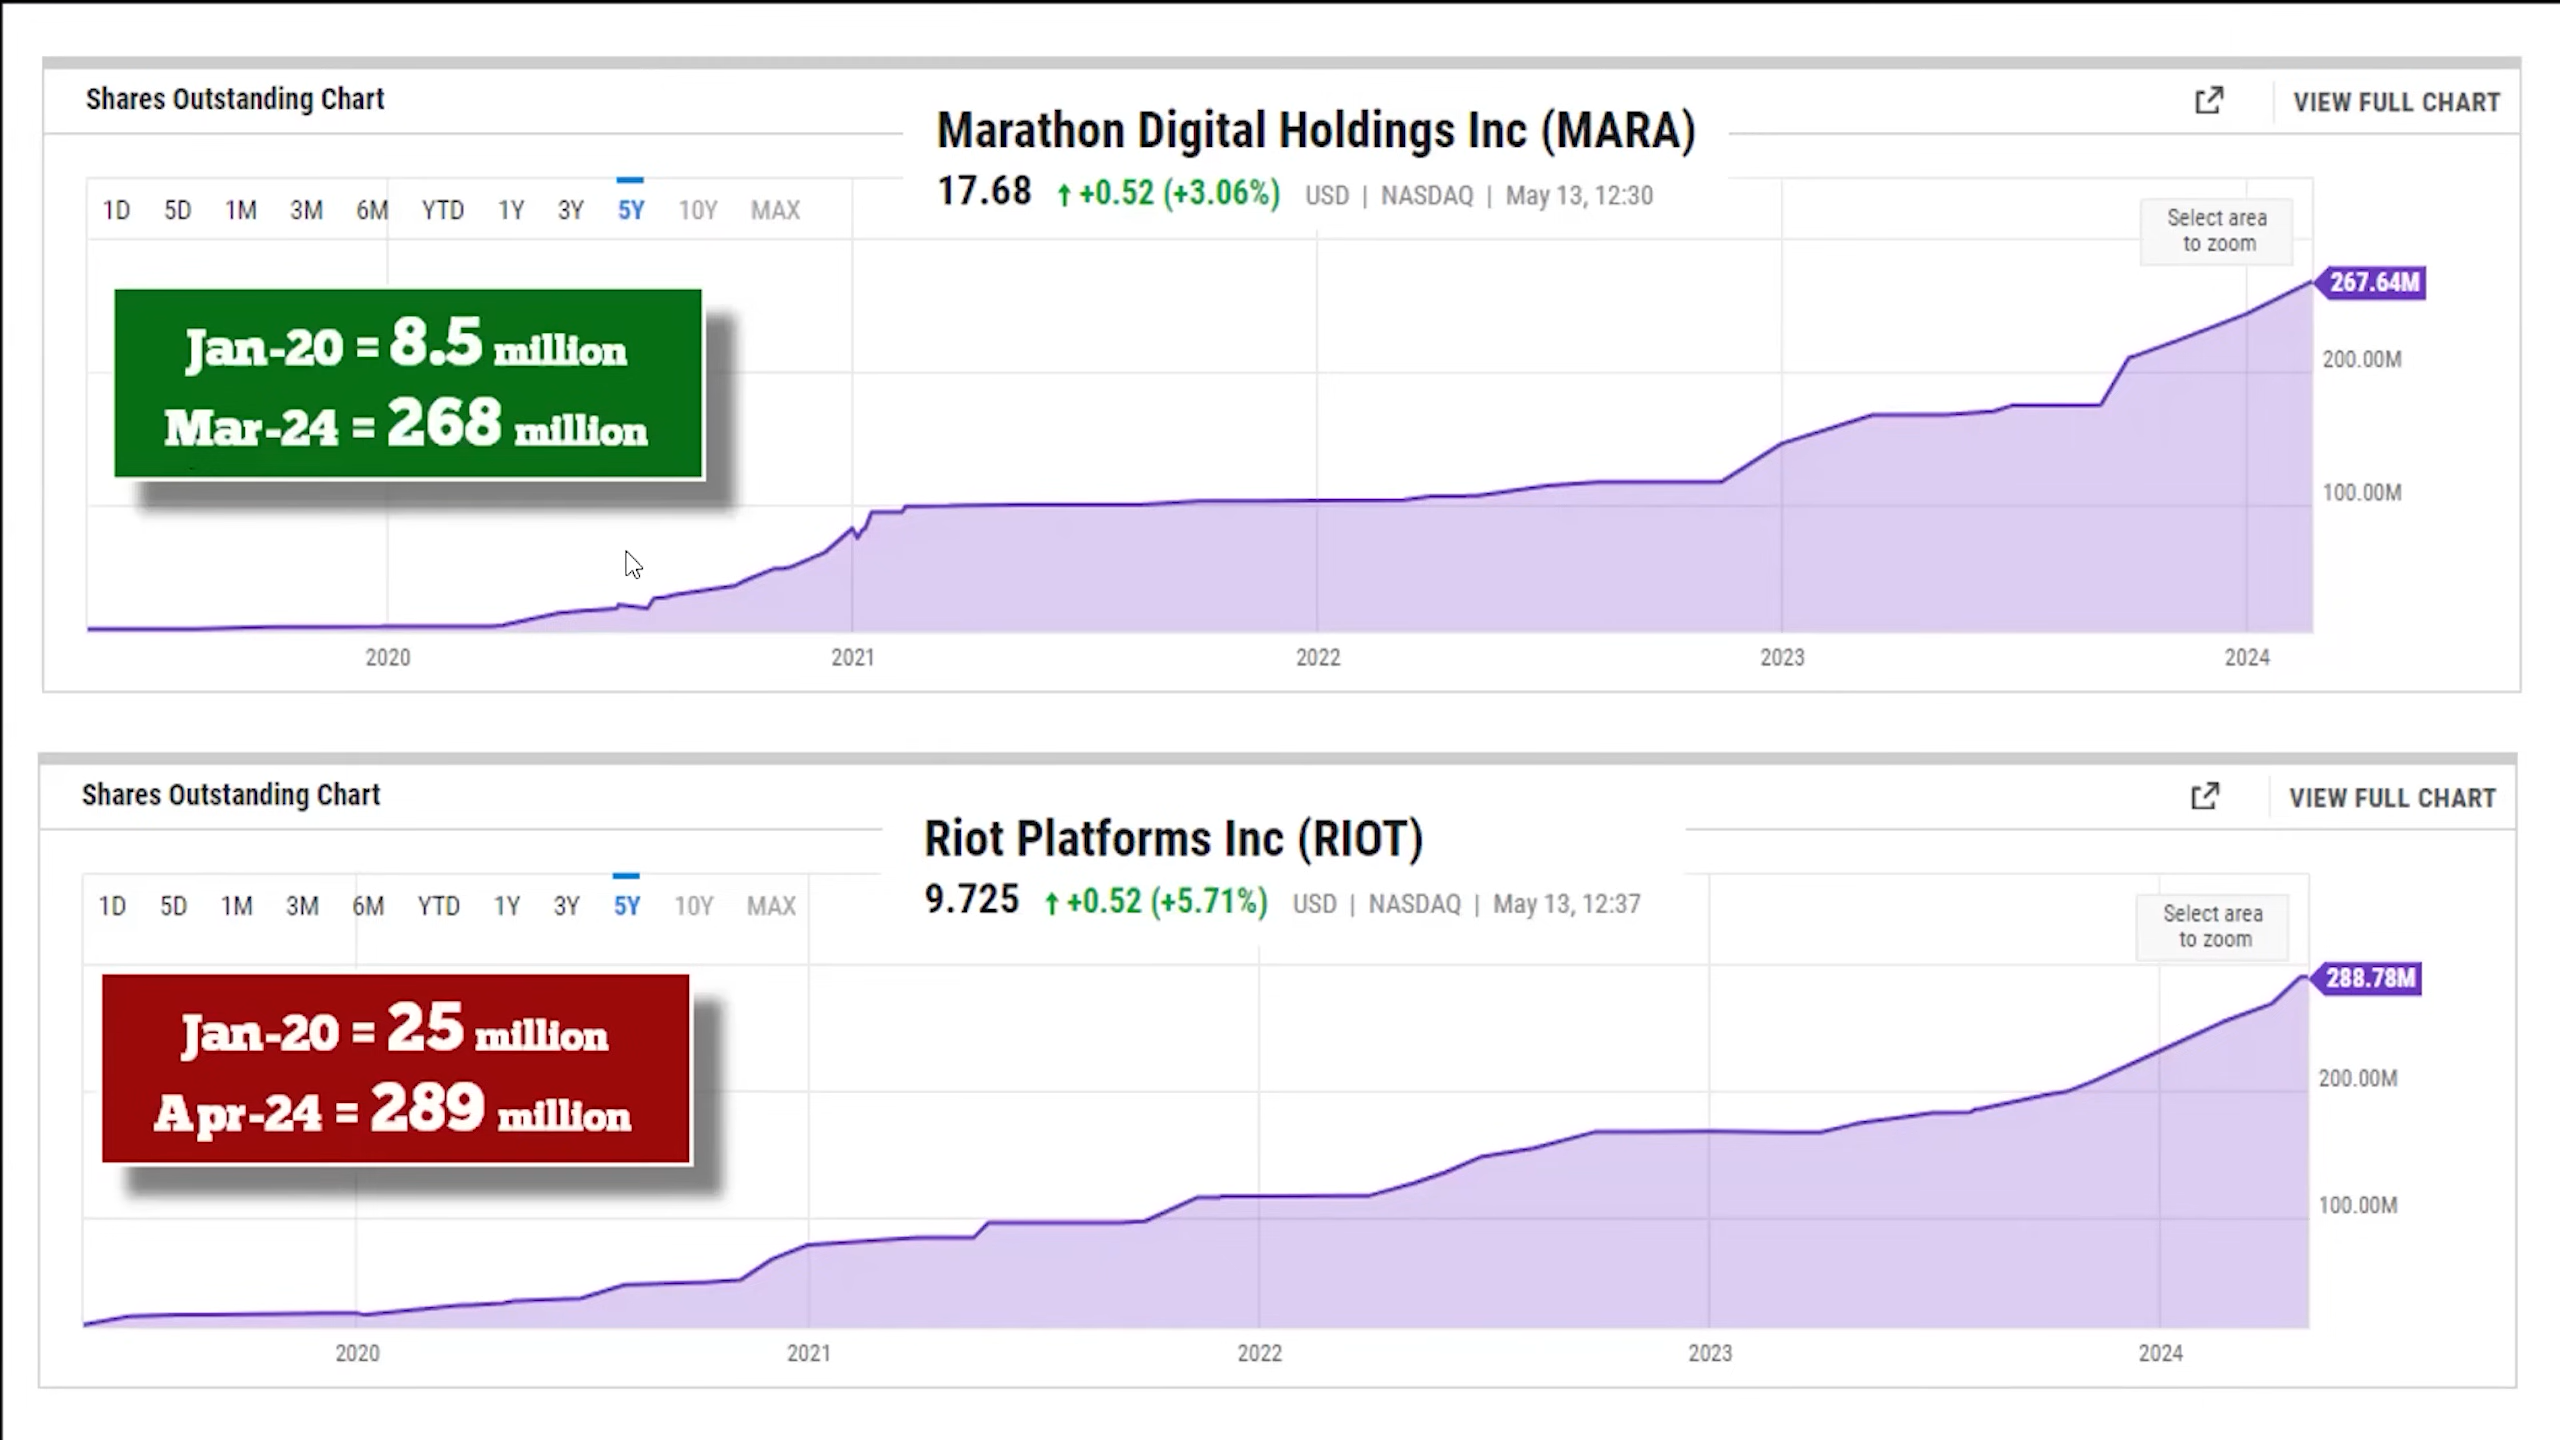 Shares Outstanding Chart
VIEW FULL CHART
Marathon Digital Holdings Inc (MARA)
17.68 +0.52 (+3.06%) USD | NASDAQ | May 13, 12:30
1D 5D 1M 3M 6M YTD 1Y 3Y 5Y 10Y MAX
Select area
to zoom
267.64M
Jan-20 = 8.5 million
Mar-24 = 268 million
200.00M
100.00M
2020 2021 2022 2023 2024
Shares Outstanding Chart
VIEW FULL CHART
Riot Platforms Inc (RIOT)
9.725 +0.52 (+5.71%) USD | NASDAQ | May 13, 12:37
1D 5D 1M 3M 6M YTD 1Y 3Y 5Y 10Y MAX
Select area
to zoom
288.78M
Jan-20 = 25 million
Apr-24 = 289 million
200.00M
100.00M
2020 2021 2022 2023 2024